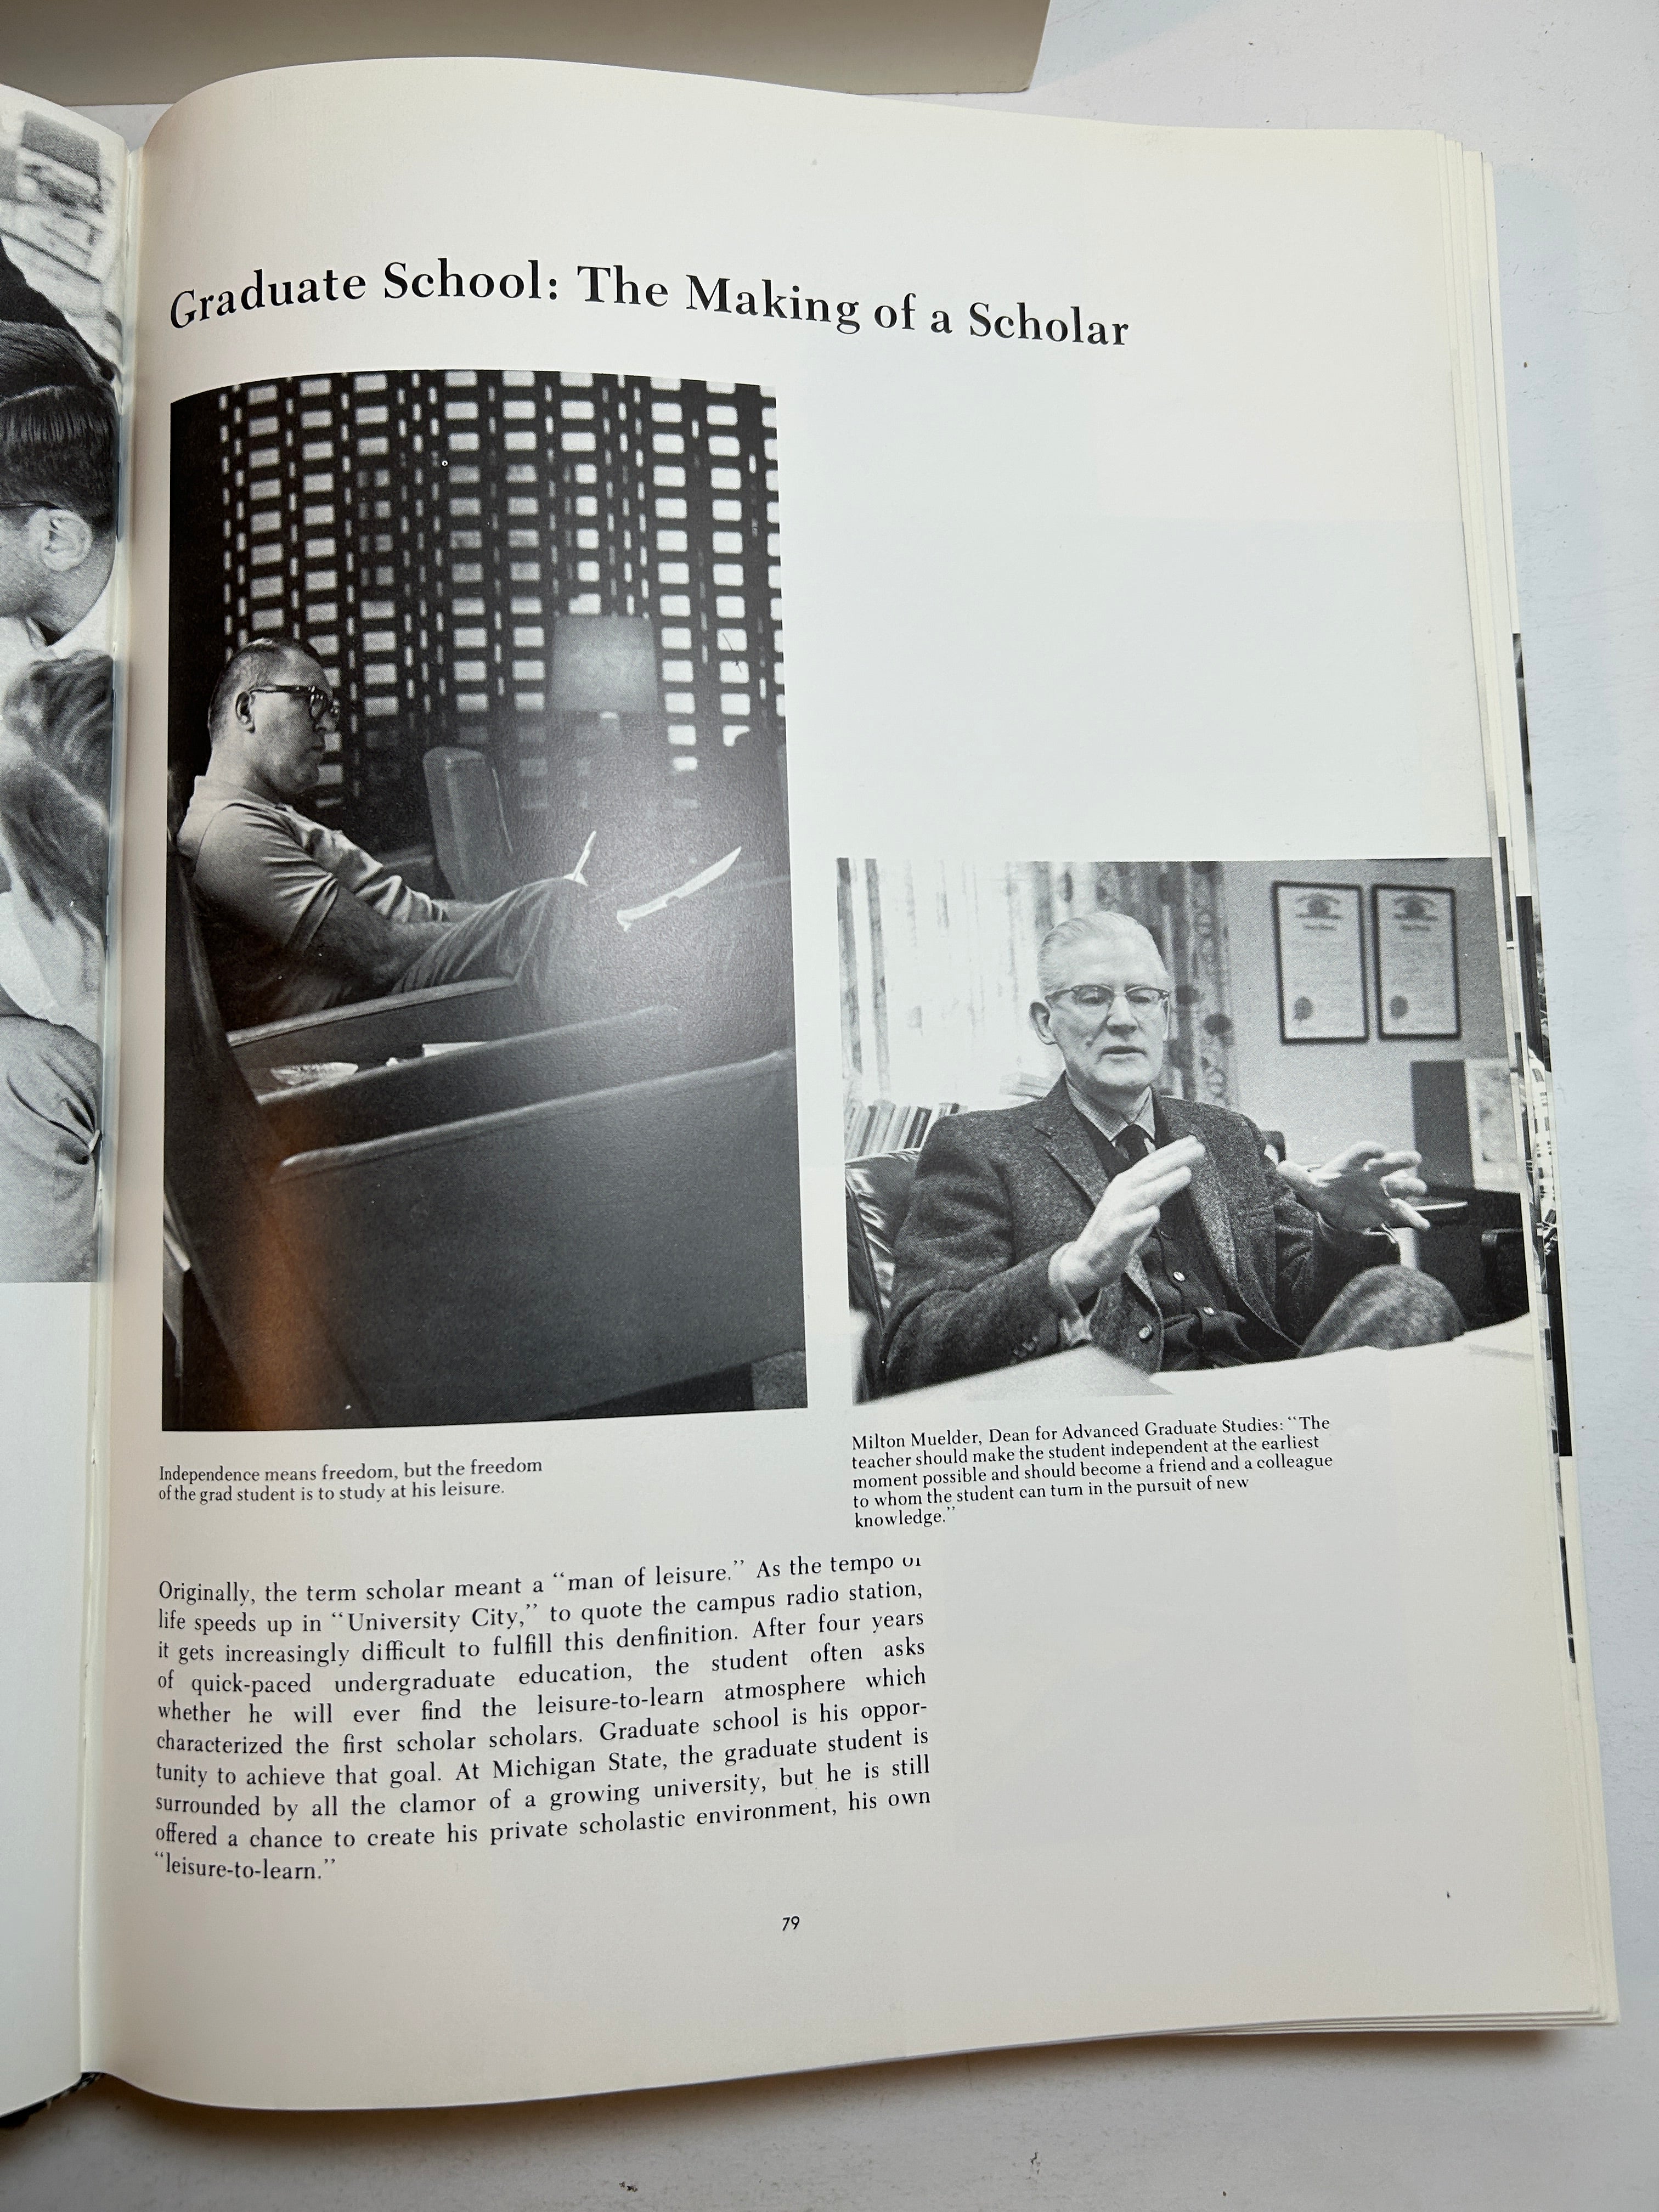 Graduate School: The Making of a Scholar
Independence means freedom, but the freedom
of the grad student is to study at his leisure.
Milton Muelder, Dean for Advanced Graduate Studies: “The
teacher should make the student independent at the earliest
moment possible and should become a friend and a colleague
to whom the student can turn in the pursuit of new
knowledge.”
Originally, the term scholar meant a “man of leisure.” As the tempo of
life speeds up in “University City,” to quote the campus radio station,
it gets increasingly difficult to fulfill this denfinition. After four years
of quick-paced undergraduate education, the student often asks
whether he will ever find the leisure-to-learn atmosphere which
characterized the first scholar scholars. Graduate school is his oppor-
tunity to achieve that goal. At Michigan State, the graduate student is
surrounded by all the clamor of a growing university, but he is still
offered a chance to create his private scholastic environment, his own
“leisure-to-learn.”
79